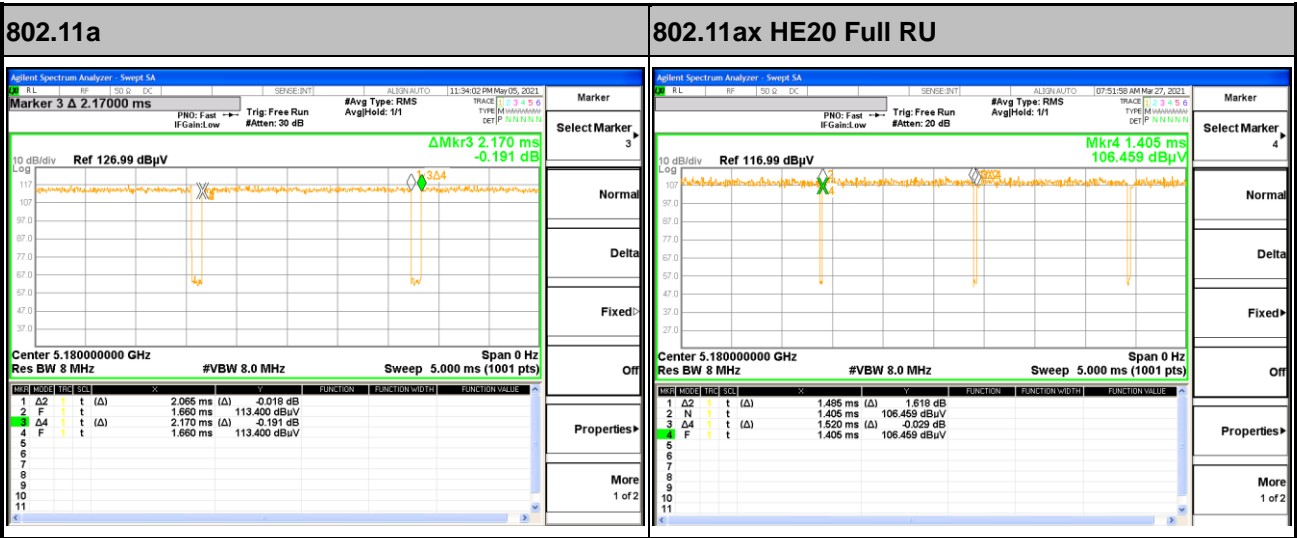 802.11a
Agilent Spectrum Analyzer - Swept SA
RL RF 50 Ω DC SENSE:INT ALIGN AUTO 11:34:02 PM May 05, 2021
Marker 3 Δ 2.17000 ms
PNO: Fast
IFGain:Low
Trig: Free Run
#Atten: 30 dB
#Avg Type: RMS
Avg|Hold: 1/1
TRACE 1 2 3 4 5 6
TYPE M
DET P N N N N N
ΔMkr3 2.170 ms
-0.191 dB
10 dB/div Ref 126.99 dBµV
Log
117
107
97.0
87.0
77.0
67.0
57.0
47.0
37.0
3Δ4
Center 5.180000000 GHz Span 0 Hz
Res BW 8 MHz #VBW 8.0 MHz Sweep 5.000 ms (1001 pts)
MKR MODE TRC SCL X Y FUNCTION FUNCTION WIDTH FUNCTION VALUE
1 Δ2 1 t (Δ) 2.065 ms (Δ) -0.018 dB
2 F 1 t 1.660 ms 113.400 dBµV
3 Δ4 1 t (Δ) 2.170 ms (Δ) -0.191 dB
4 F 1 t 1.660 ms 113.400 dBµV
5
6
7
8
9
10
11
Marker
Select Marker
3
Normal
Delta
Fixed
Off
Properties
More
1 of 2
802.11ax HE20 Full RU
Agilent Spectrum Analyzer - Swept SA
RL RF 50 Ω DC SENSE:INT ALIGN AUTO 07:51:58 AM Mar 27, 2021
PNO: Fast
IFGain:Low
Trig: Free Run
#Atten: 20 dB
#Avg Type: RMS
Avg|Hold: 1/1
TRACE 1 2 3 4 5 6
TYPE M
DET P N N N N N
Mkr4 1.405 ms
106.459 dBµV
10 dB/div Ref 116.99 dBµV
Log
107
97.0
87.0
77.0
67.0
57.0
47.0
37.0
27.0
2
4
Center 5.180000000 GHz Span 0 Hz
Res BW 8 MHz #VBW 8.0 MHz Sweep 5.000 ms (1001 pts)
MKR MODE TRC SCL X Y FUNCTION FUNCTION WIDTH FUNCTION VALUE
1 Δ2 1 t (Δ) 1.485 ms (Δ) 1.618 dB
2 N 1 t 1.405 ms 106.459 dBµV
3 Δ4 1 t (Δ) 1.520 ms (Δ) -0.029 dB
4 F 1 t 1.405 ms 106.459 dBµV
5
6
7
8
9
10
11
Marker
Select Marker
4
Normal
Delta
Fixed
Off
Properties
More
1 of 2